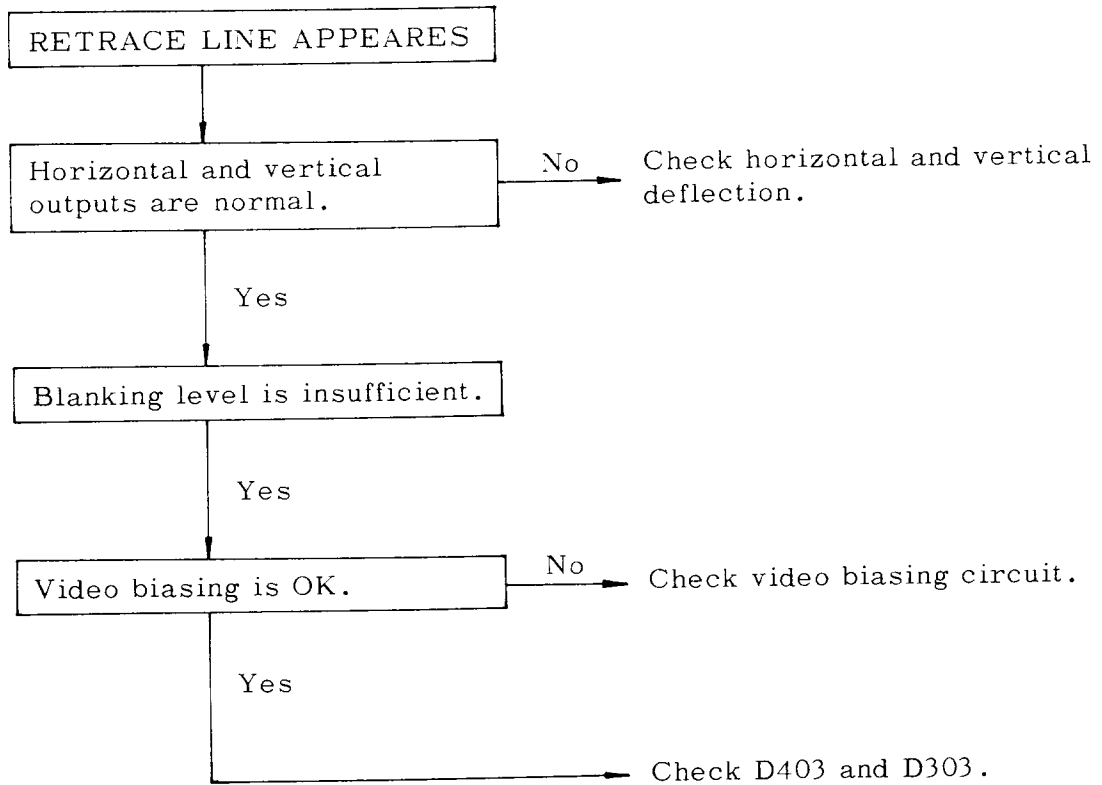 RETRACE LINE APPEARES
Horizontal and vertical
outputs are normal.
No
Check horizontal and vertical
deflection.
Yes
Blanking level is insufficient.
Yes
Video biasing is OK.
No
Check video biasing circuit.
Yes
Check D403 and D303.